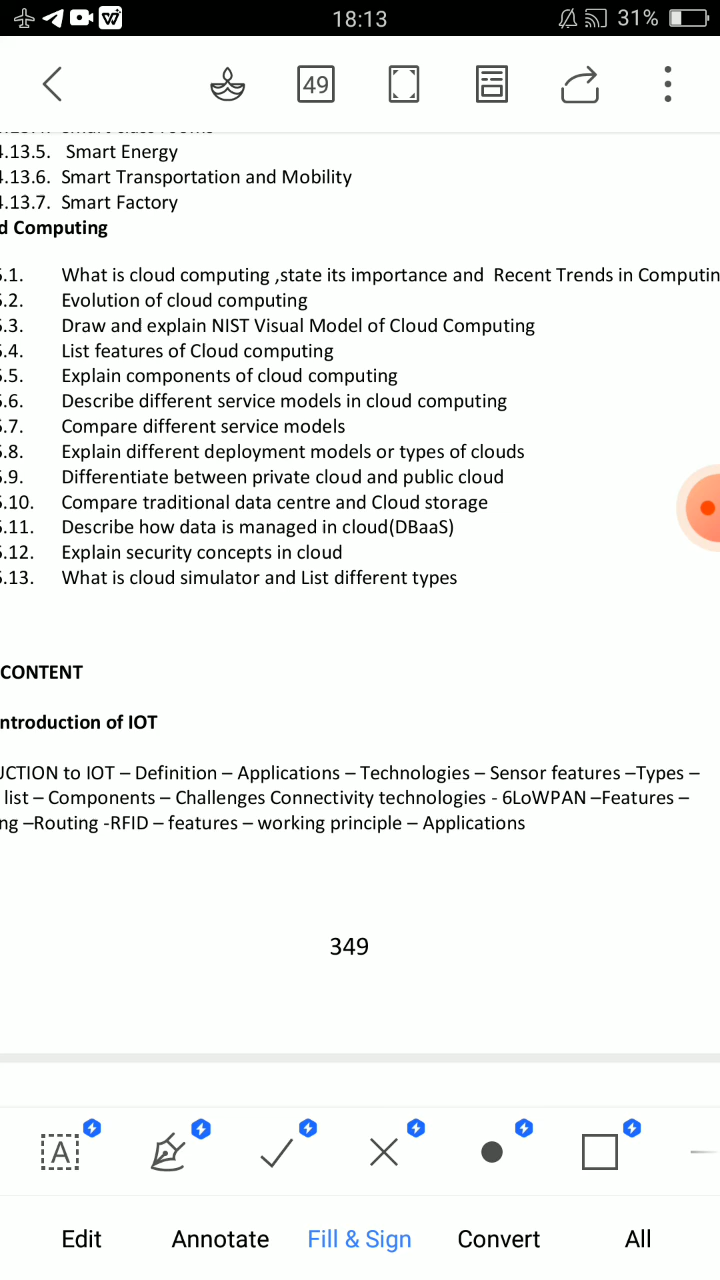 18:13
31%
49
.13.5. Smart Energy
.13.6. Smart Transportation and Mobility
.13.7. Smart Factory
d Computing
.1. What is cloud computing ,state its importance and Recent Trends in Computin
.2. Evolution of cloud computing
.3. Draw and explain NIST Visual Model of Cloud Computing
.4. List features of Cloud computing
.5. Explain components of cloud computing
.6. Describe different service models in cloud computing
.7. Compare different service models
.8. Explain different deployment models or types of clouds
.9. Differentiate between private cloud and public cloud
.10. Compare traditional data centre and Cloud storage
.11. Describe how data is managed in cloud(DBaaS)
.12. Explain security concepts in cloud
.13. What is cloud simulator and List different types
CONTENT
ntroduction of IOT
UCTION to IOT – Definition – Applications – Technologies – Sensor features –Types –
list – Components – Challenges Connectivity technologies - 6LoWPAN –Features –
ng –Routing -RFID – features – working principle – Applications
349
A
Edit Annotate Fill & Sign Convert All